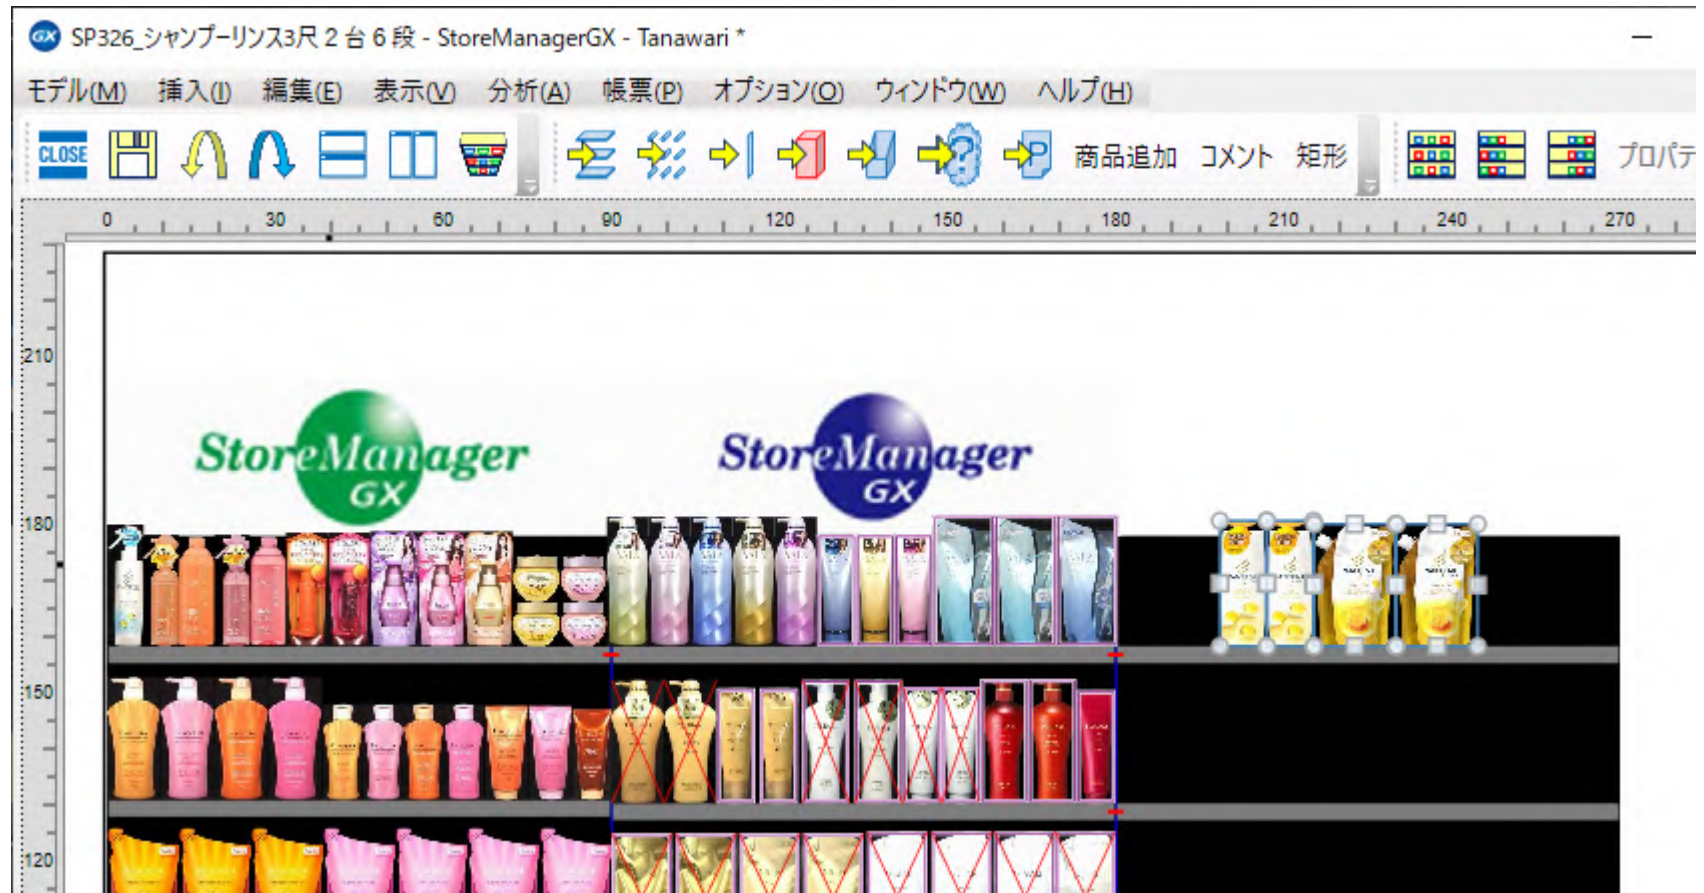 GX SP326_シャンプーリンス3尺２台６段 - StoreManagerGX - Tanawari *
モデル(M) 挿入(I) 編集(E) 表示(V) 分析(A) 帳票(P) オプション(O) ウィンドウ(W) ヘルプ(H)
CLOSE ? P 商品追加 コメント 矩形 プロパテ
0 30 60 90 120 150 180 210 240 270
210
StoreManager GX
StoreManager GX
180
150
120